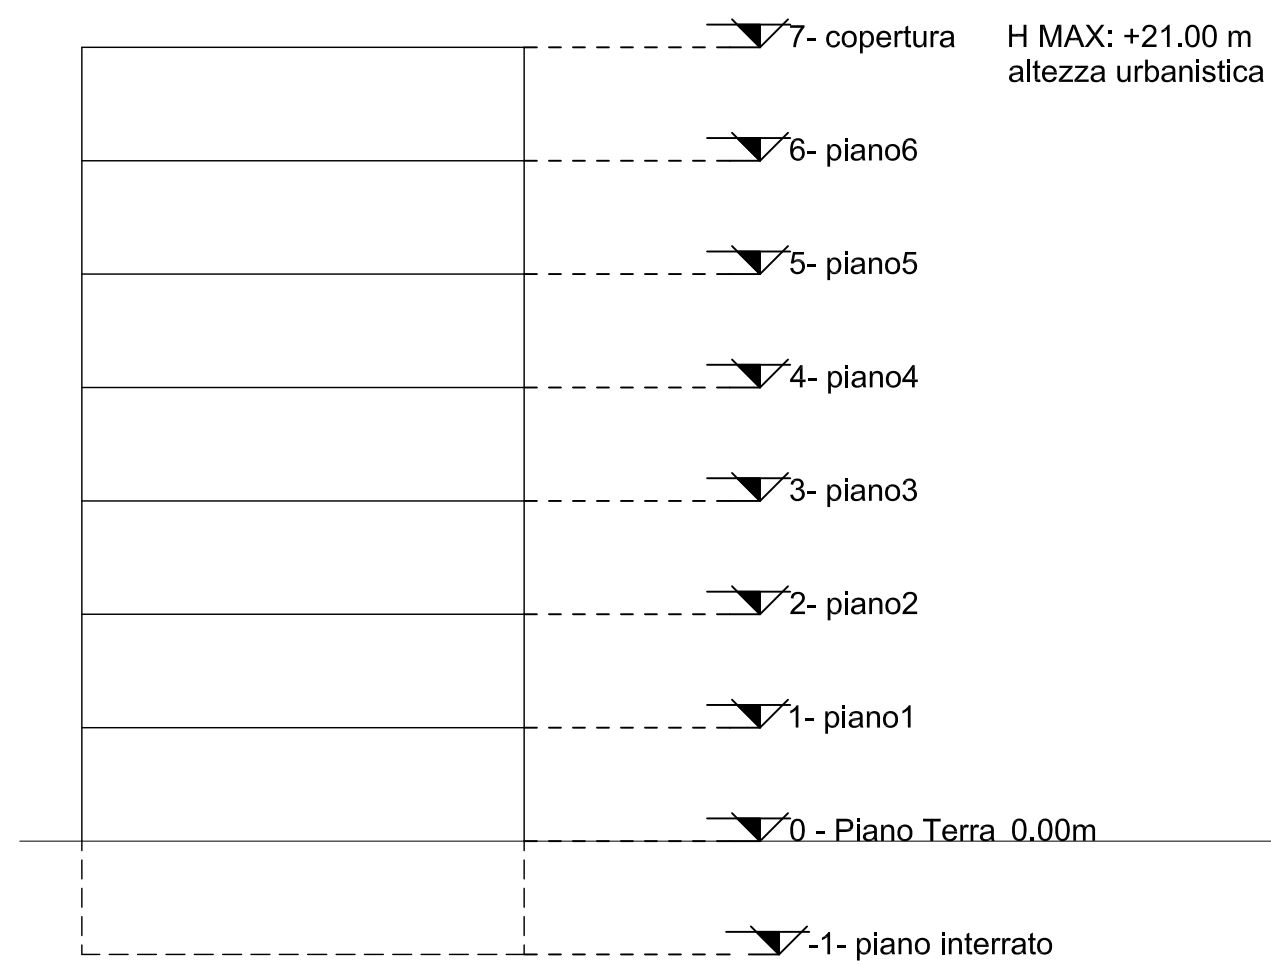 7- copertura H MAX: +21.00 m
altezza urbanistica
6- piano6
5- piano5
4- piano4
3- piano3
2- piano2
1- piano1
0 - Piano Terra 0.00m
-1- piano interrato